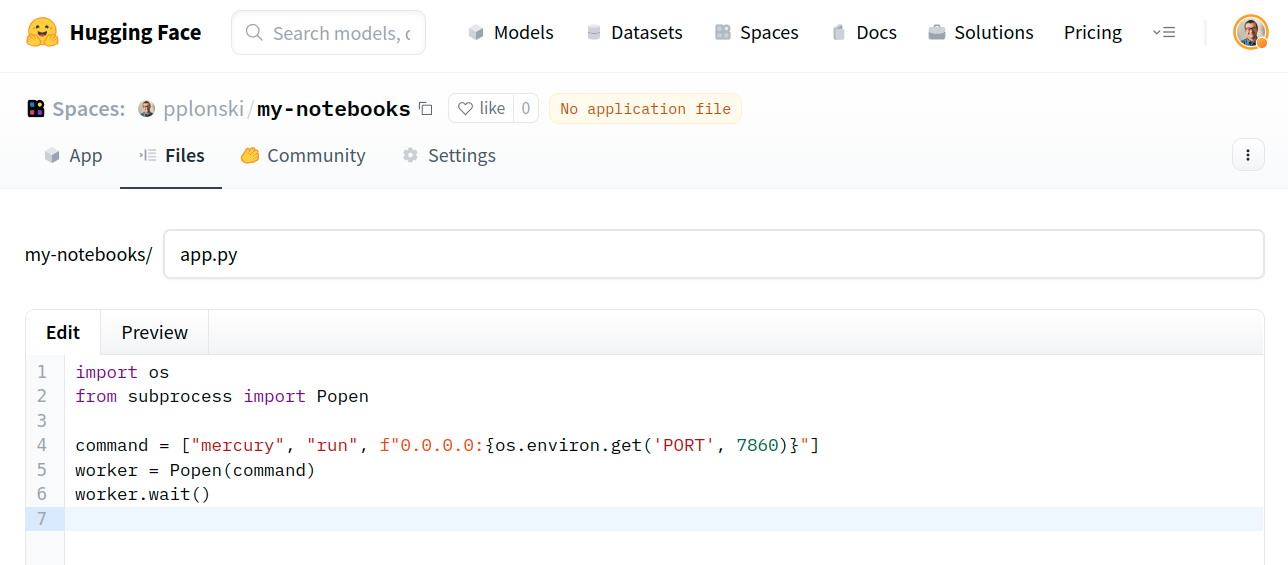 Hugging Face Search models, c Models Datasets Spaces Docs Solutions Pricing
Spaces: pplonski/my-notebooks like 0 No application file
App Files Community Settings
my-notebooks/ app.py
Edit Preview
1 import os
2 from subprocess import Popen
3
4 command = ["mercury", "run", f"0.0.0.0:{os.environ.get('PORT', 7860)}"]
5 worker = Popen(command)
6 worker.wait()
7